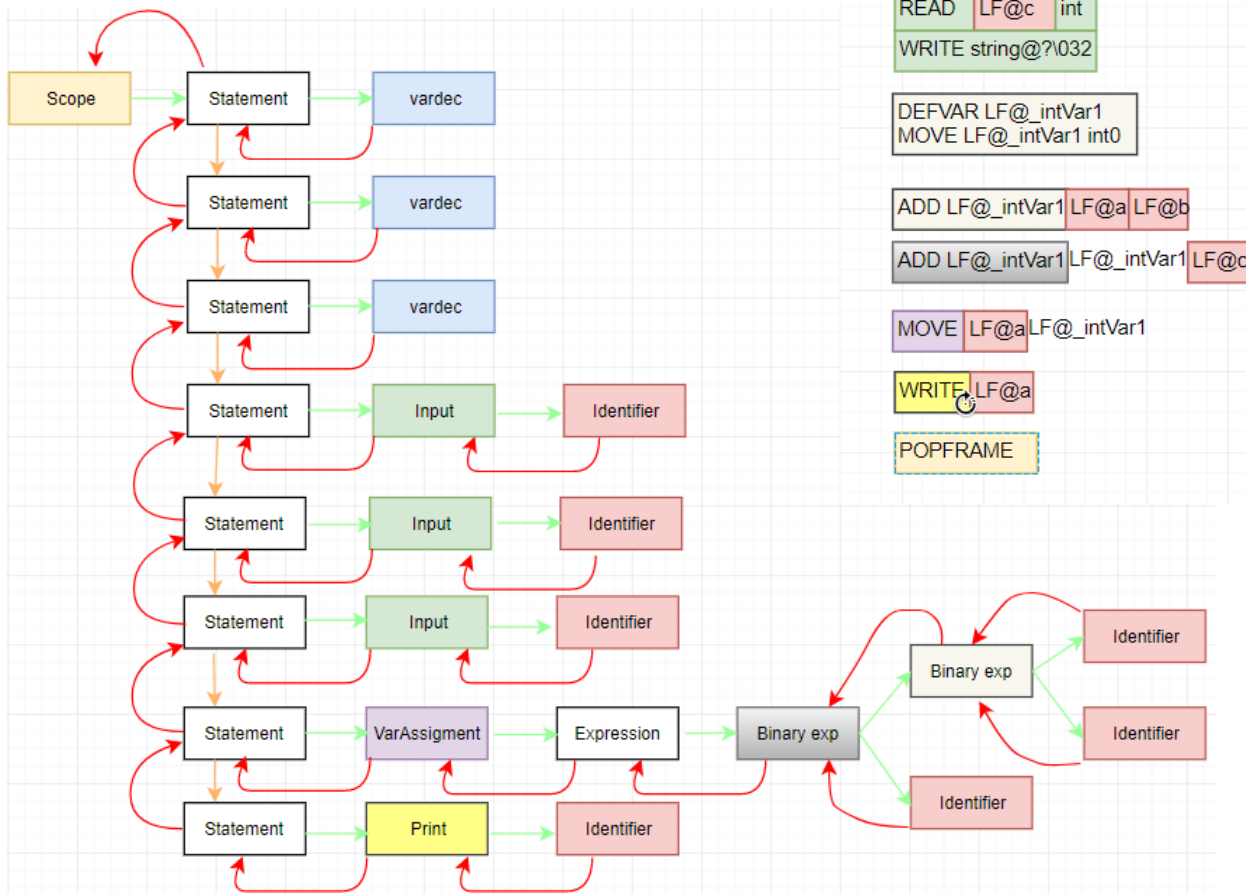 READ LF@c int
WRITE string@?\032
Scope Statement vardec
DEFVAR LF@_intVar1
MOVE LF@_intVar1 int0
Statement vardec
ADD LF@_intVar1 LF@a LF@b
ADD LF@_intVar1 LF@_intVar1 LF@c
Statement vardec
MOVE LF@a LF@_intVar1
WRITE LF@a
Statement Input Identifier
POPFRAME
Statement Input Identifier
Statement Input Identifier
Identifier
Binary exp
Statement VarAssigment Expression Binary exp Identifier
Identifier
Statement Print Identifier